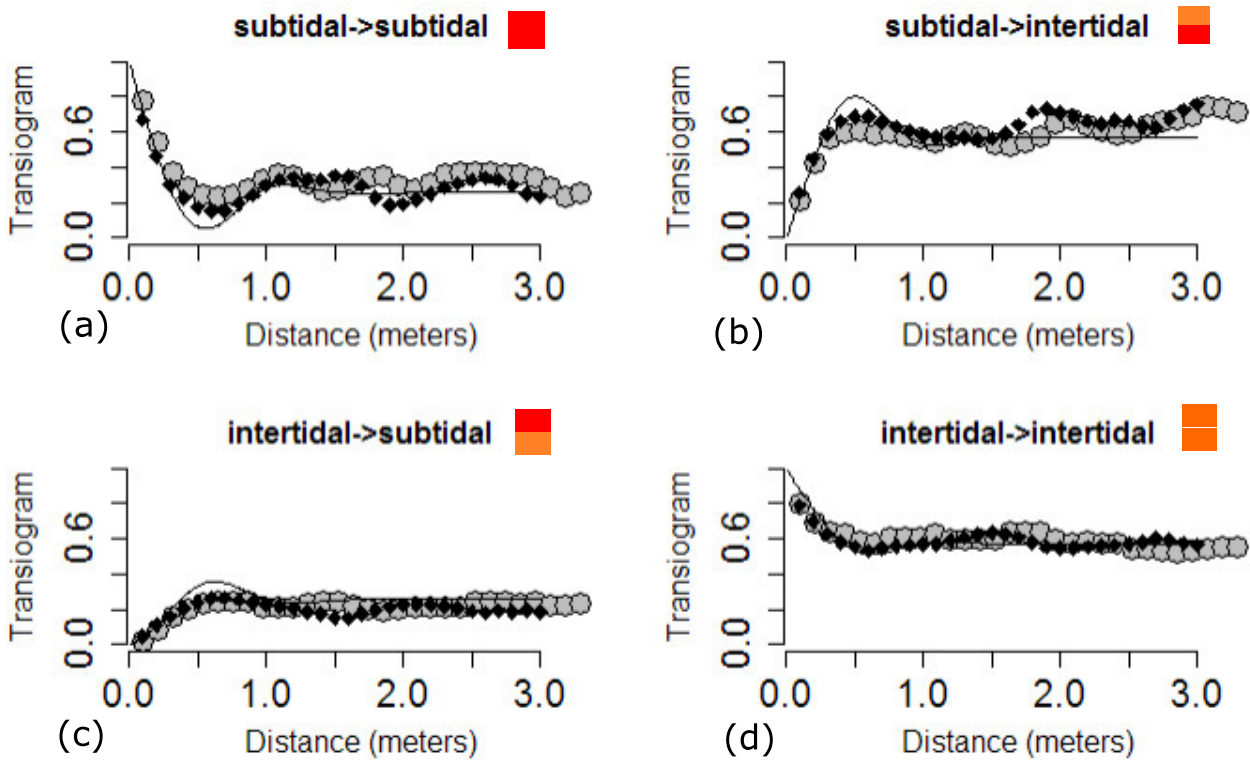 subtidal->subtidal
Transiogram
0.6
0.0
0.0 1.0 2.0 3.0
Distance (meters)
(a)
subtidal->intertidal
Transiogram
0.6
0.0
0.0 1.0 2.0 3.0
Distance (meters)
(b)
intertidal->subtidal
Transiogram
0.6
0.0
0.0 1.0 2.0 3.0
Distance (meters)
(c)
intertidal->intertidal
Transiogram
0.6
0.0
0.0 1.0 2.0 3.0
Distance (meters)
(d)